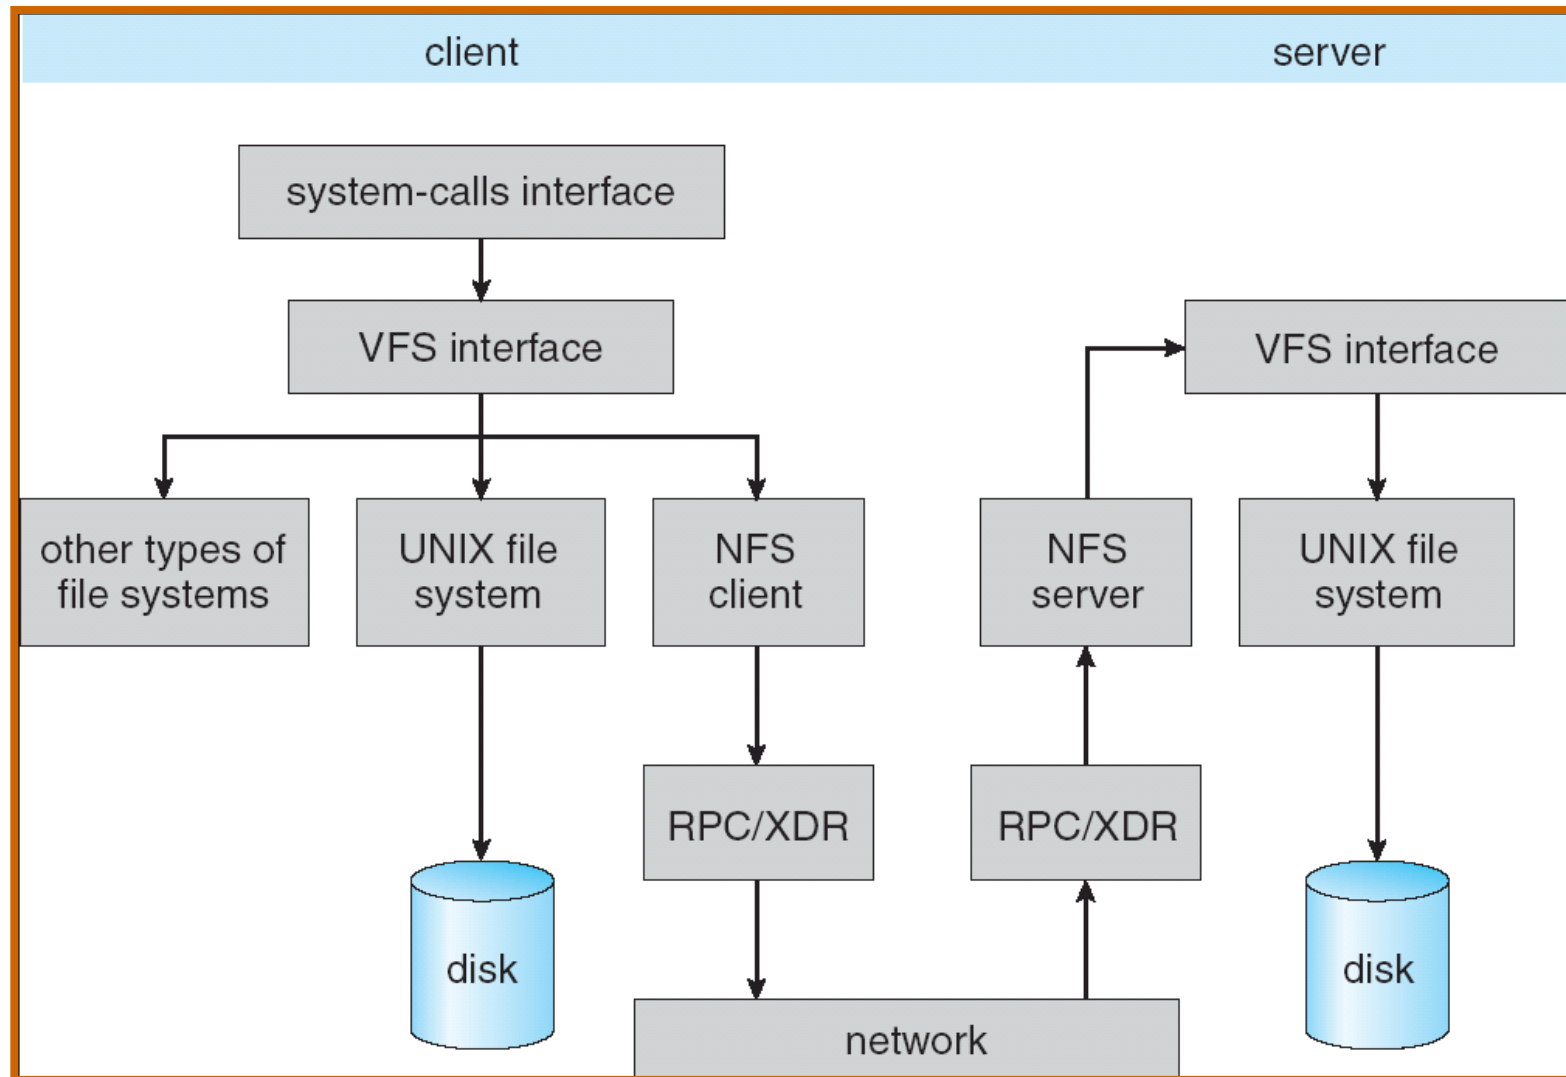 client
server
system-calls interface
VFS interface
VFS interface
other types of
file systems
UNIX file
system
NFS
client
NFS
server
UNIX file
system
RPC/XDR
RPC/XDR
disk
disk
network